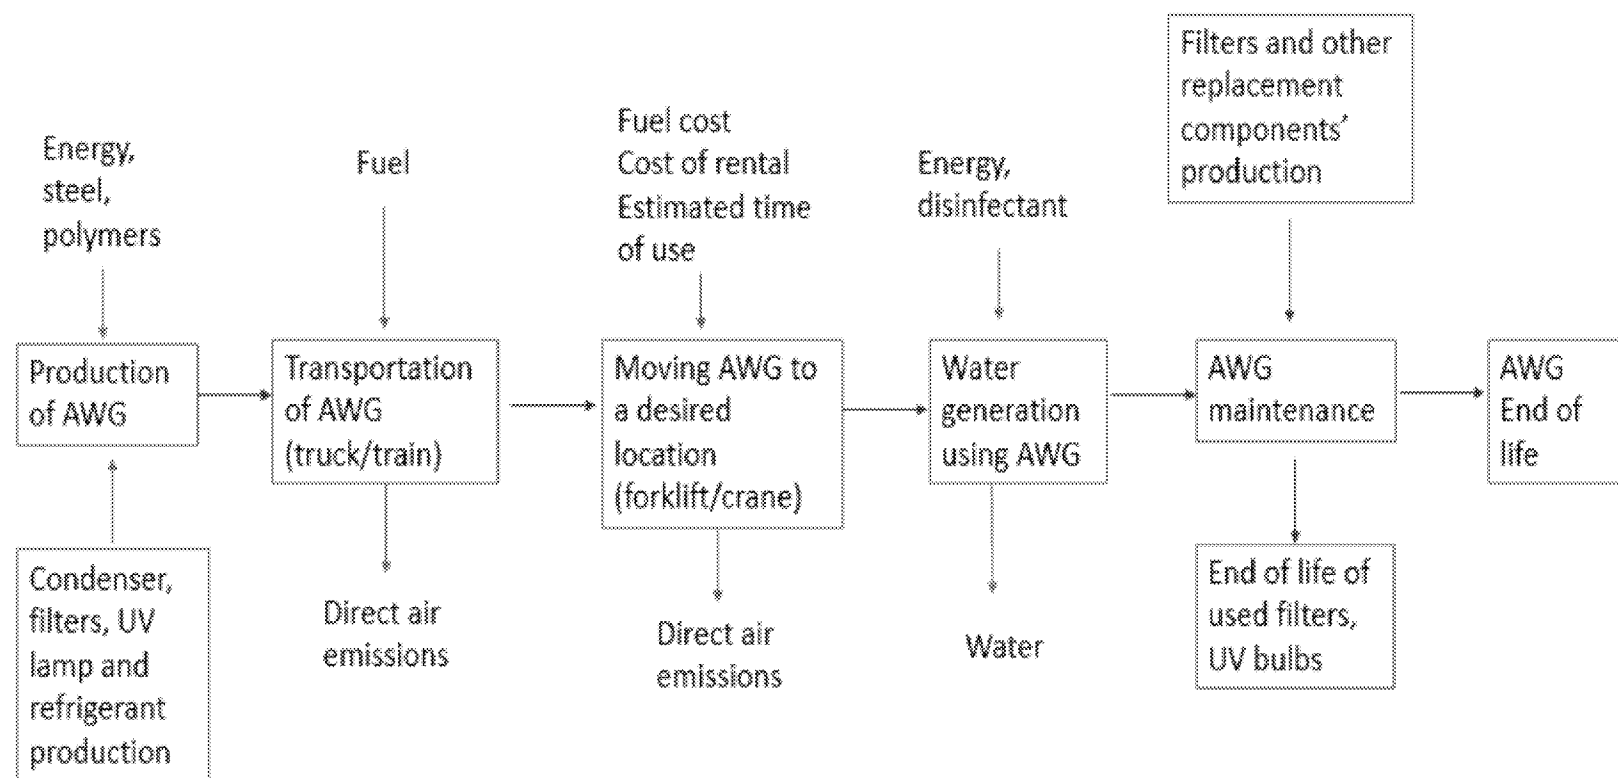 Filters and other
replacement
components'
production
Energy,
steel,
polymers
Fuel
Fuel cost
Cost of rental
Estimated time
of use
Energy,
disinfectant
Production
of AWG
Transportation
of AWG
(truck/train)
Moving AWG to
a desired
location
(forklift/crane)
Water
generation
using AWG
AWG
maintenance
AWG
End of
life
Condenser,
filters, UV
lamp and
refrigerant
production
Direct air
emissions
Direct air
emissions
Water
End of life of
used filters,
UV bulbs